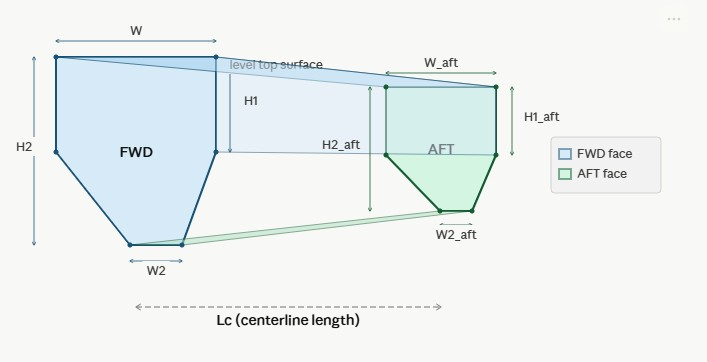 W
level top surface
W_aft
H1
H1_aft
H2
FWD
H2_aft
AFT
FWD face
AFT face
W2_aft
W2
Lc (centerline length)